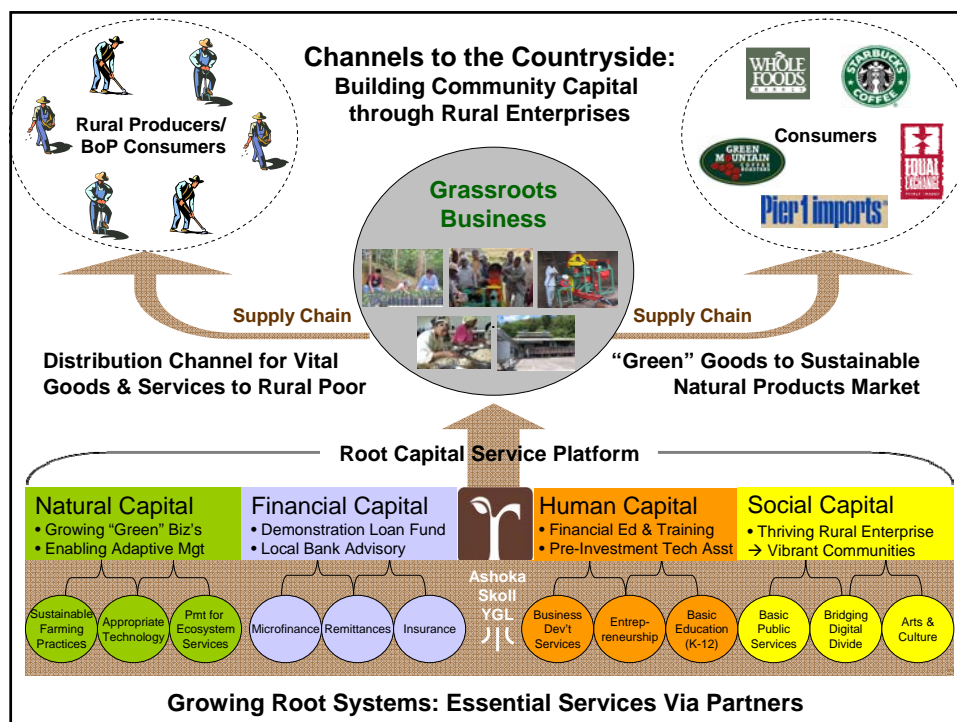 Channels to the Countryside:
Building Community Capital
through Rural Enterprises
Rural Producers/
BoP Consumers
WHOLE
FOODS
MARKET
STARBUCKS
COFFEE
Consumers
GREEN
MOUNTAIN
COFFEE
ROASTERS
EQUAL
EXCHANGE
Pier 1 imports®
Grassroots
Business
Supply Chain
Supply Chain
Distribution Channel for Vital
Goods & Services to Rural Poor
“Green” Goods to Sustainable
Natural Products Market
Root Capital Service Platform
Natural Capital
• Growing “Green” Biz’s
• Enabling Adaptive Mgt
Financial Capital
• Demonstration Loan Fund
• Local Bank Advisory
Human Capital
• Financial Ed & Training
• Pre-Investment Tech Asst
Social Capital
• Thriving Rural Enterprise
→ Vibrant Communities
Ashoka
Skoll
YGL
Sustainable
Farming
Practices
Appropriate
Technology
Pmt for
Ecosystem
Services
Microfinance
Remittances
Insurance
Business
Dev’t
Services
Entrep-
reneurship
Basic
Education
(K-12)
Basic
Public
Services
Bridging
Digital
Divide
Arts &
Culture
Growing Root Systems: Essential Services Via Partners